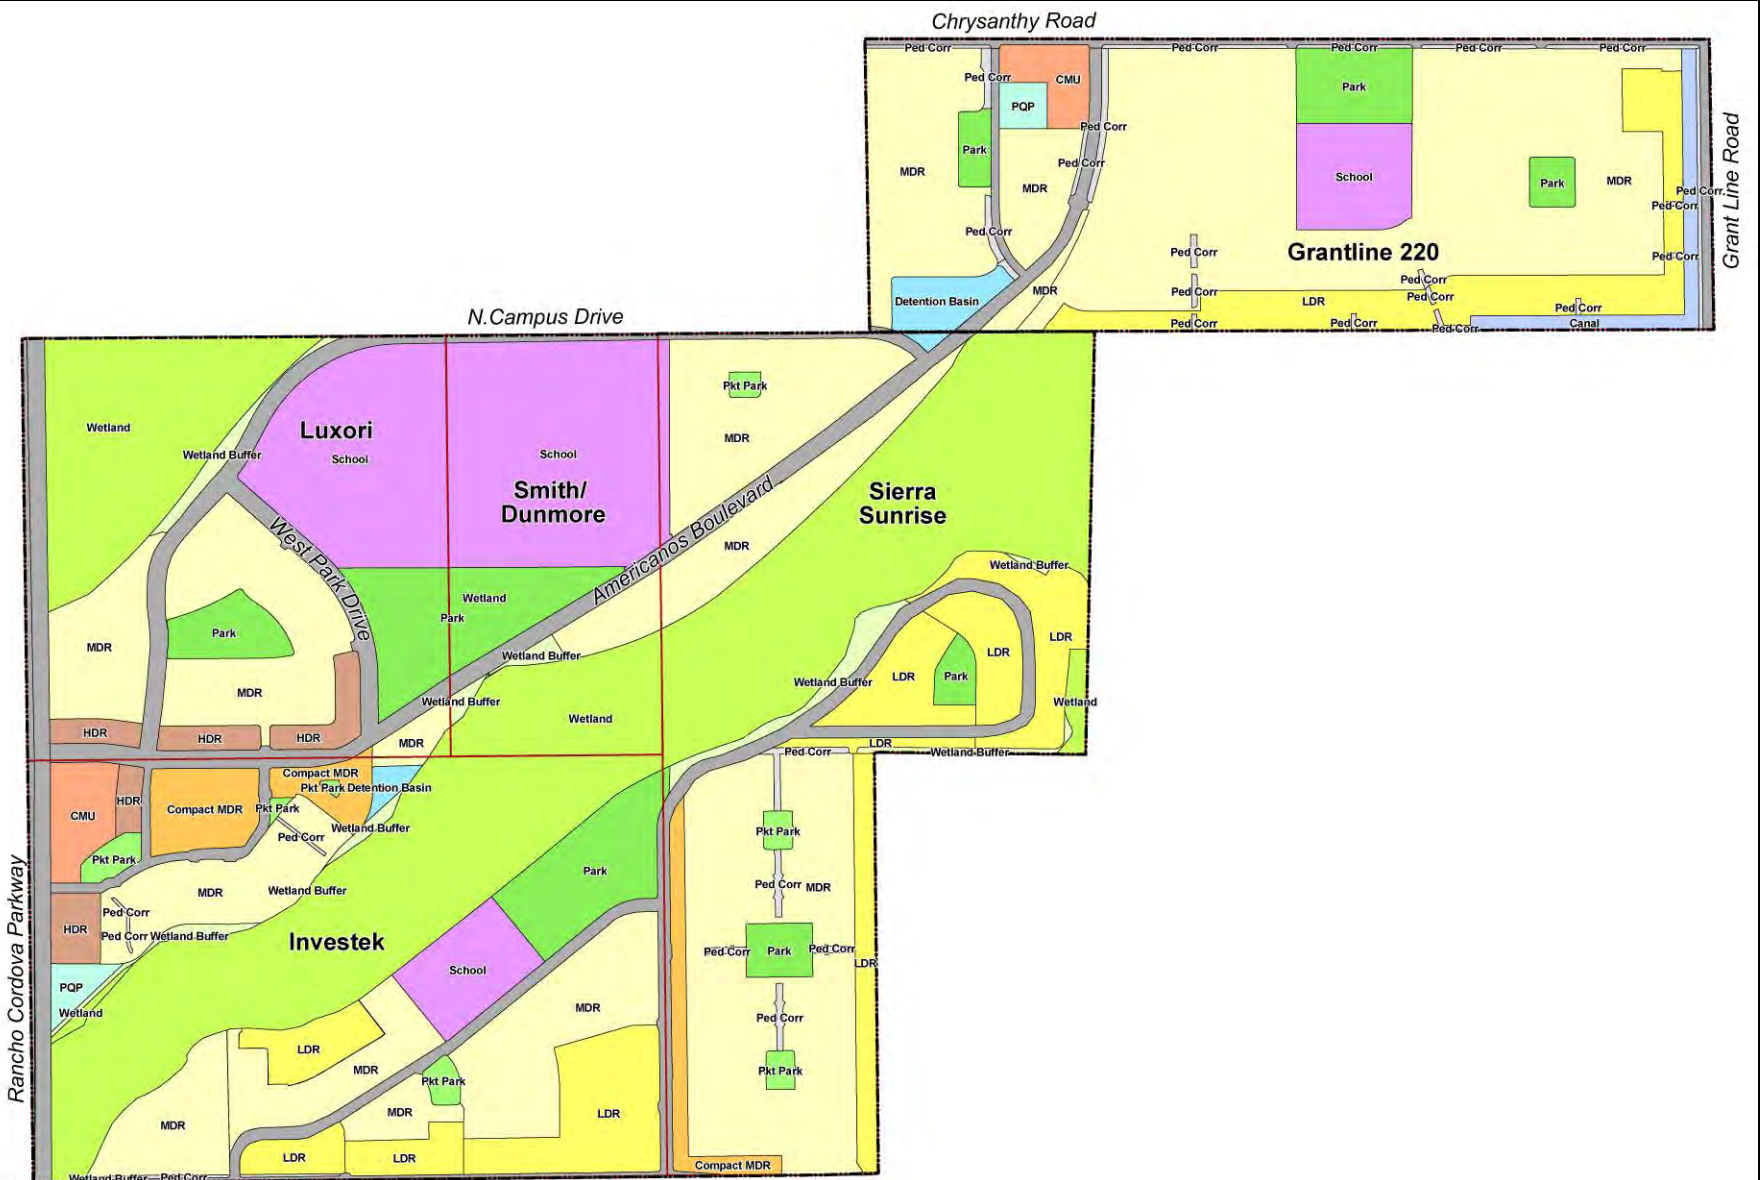 Chrysanthy Road
Ped Corr
Ped Corr
Ped Corr
Ped Corr
Ped Corr
Ped Corr
CMU
Park
PQP
Ped Corr
Park
Ped Corr
MDR
MDR
School
Park
MDR
Ped Corr
Ped Corr
Grant Line Road
Ped Corr
Ped Corr
Grantline 220
Ped Corr
Ped Corr
Ped Corr
MDR
Ped Corr
Detention Basin
LDR
Ped Corr
Ped Corr
Ped Corr
Ped Corr
Ped Corr
Canal
N.Campus Drive
Pkt Park
Wetland
Luxori
MDR
Wetland Buffer
School
School
Smith/
Dunmore
Sierra
Sunrise
West Park Drive
Americanos Boulevard
MDR
Wetland Buffer
Wetland
Park
Park
MDR
LDR
LDR
Wetland Buffer
LDR
Park
Wetland Buffer
MDR
Wetland Buffer
Wetland
Wetland
HDR
HDR
HDR
MDR
LDR
Ped Corr
Wetland Buffer
Compact MDR
Pkt Park
Detention Basin
HDR
CMU
Compact MDR
Pkt Park
Wetland Buffer
Ped Corr
Pkt Park
Pkt Park
Park
MDR
Wetland Buffer
Ped Corr
MDR
Rancho Cordova Parkway
Ped Corr
HDR
Ped Corr
Wetland Buffer
Investek
Ped Corr
Park
Ped Corr
LDR
School
PQP
Wetland
MDR
Ped Corr
LDR
MDR
Pkt Park
Pkt Park
MDR
MDR
LDR
LDR
LDR
Compact MDR
Wetland Buffer
Ped Corr